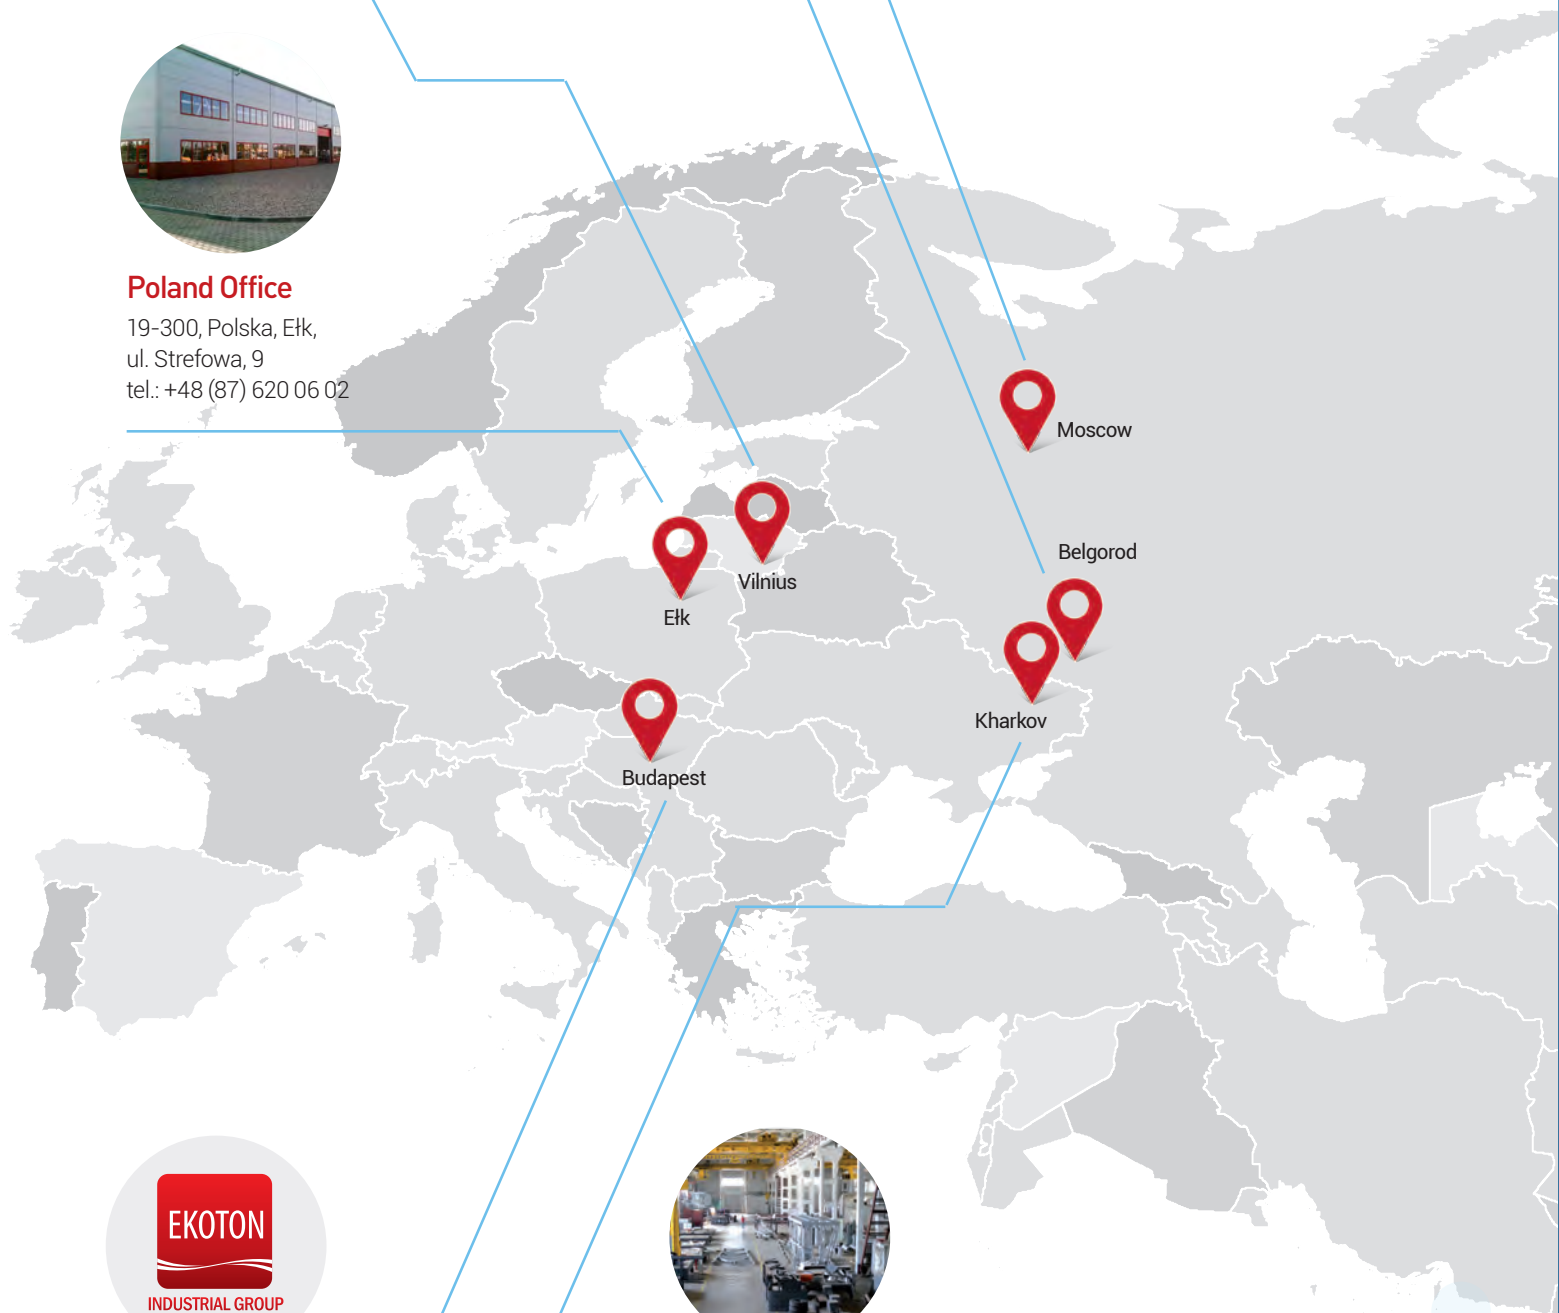 Poland Office
19-300, Polska, Ełk,
ul. Strefowa, 9
tel.: +48 (87) 620 06 02
Moscow
Belgorod
Vilnius
Ełk
Kharkov
Budapest
EKOTON
INDUSTRIAL GROUP